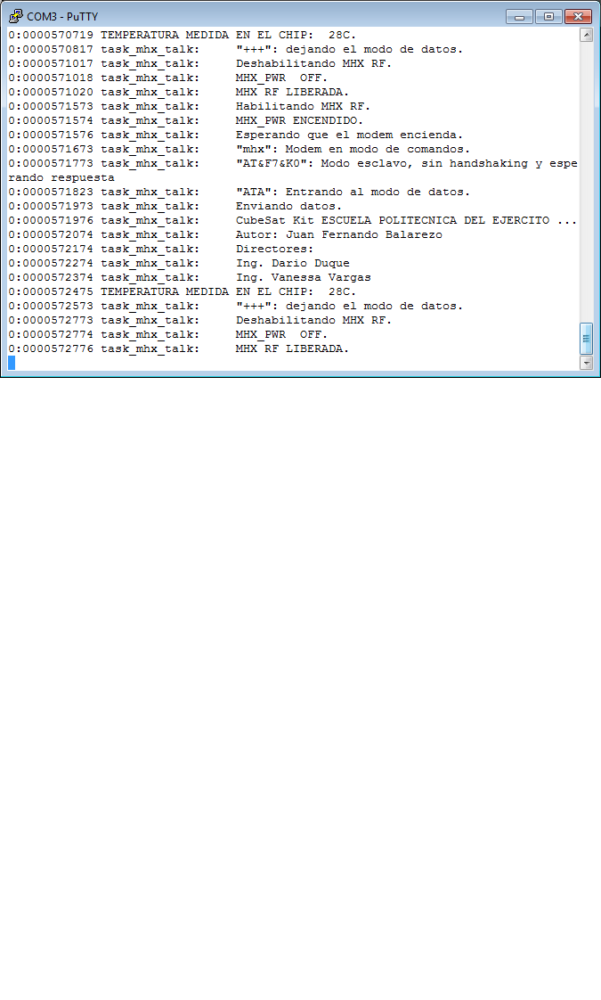 COM3 - PuTTY
0:0000570719 TEMPERATURA MEDIDA EN EL CHIP:  28C.
0:0000570817 task_mhx_talk:     "+++": dejando el modo de datos.
0:0000571017 task_mhx_talk:     Deshabilitando MHX RF.
0:0000571018 task_mhx_talk:     MHX_PWR  OFF.
0:0000571020 task_mhx_talk:     MHX RF LIBERADA.
0:0000571573 task_mhx_talk:     Habilitando MHX RF.
0:0000571574 task_mhx_talk:     MHX_PWR ENCENDIDO.
0:0000571576 task_mhx_talk:     Esperando que el modem encienda.
0:0000571673 task_mhx_talk:     "mhx": Modem en modo de comandos.
0:0000571773 task_mhx_talk:     "AT&F7&K0": Modo esclavo, sin handshaking y espe
rando respuesta
0:0000571823 task_mhx_talk:     "ATA": Entrando al modo de datos.
0:0000571973 task_mhx_talk:     Enviando datos.
0:0000571976 task_mhx_talk:     CubeSat Kit ESCUELA POLITECNICA DEL EJERCITO ...
0:0000572074 task_mhx_talk:     Autor: Juan Fernando Balarezo
0:0000572174 task_mhx_talk:     Directores:
0:0000572274 task_mhx_talk:     Ing. Dario Duque
0:0000572374 task_mhx_talk:     Ing. Vanessa Vargas
0:0000572475 TEMPERATURA MEDIDA EN EL CHIP:  28C.
0:0000572573 task_mhx_talk:     "+++": dejando el modo de datos.
0:0000572773 task_mhx_talk:     Deshabilitando MHX RF.
0:0000572774 task_mhx_talk:     MHX_PWR  OFF.
0:0000572776 task_mhx_talk:     MHX RF LIBERADA.